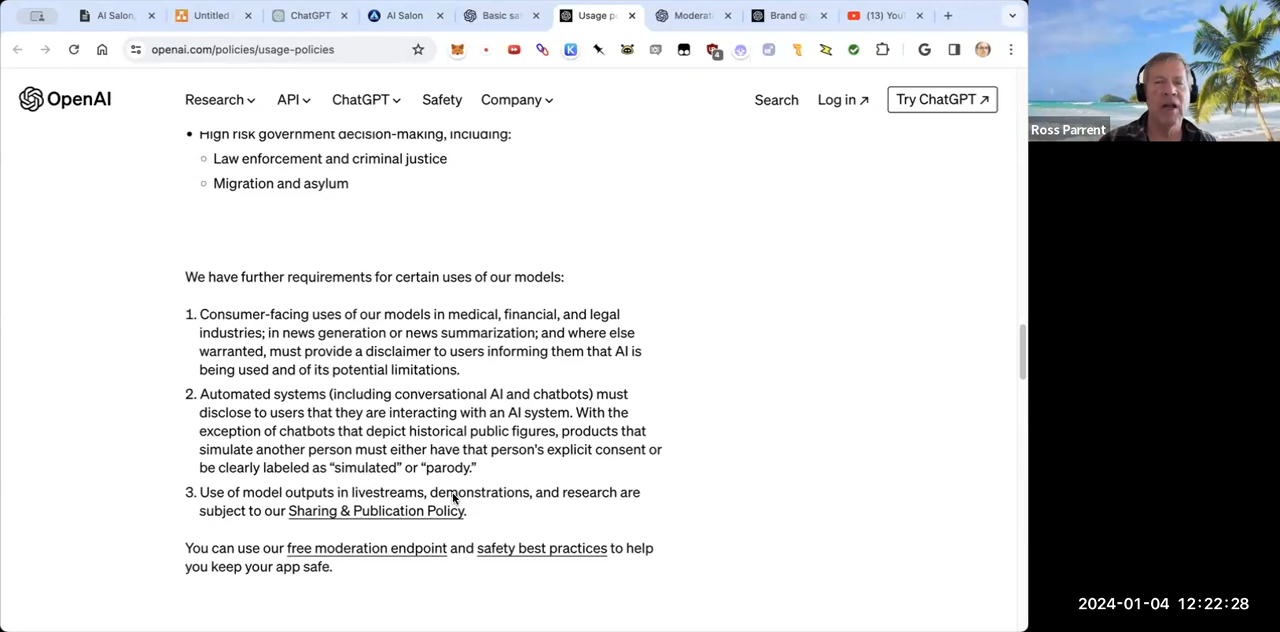 AI Salon,
Untitled
ChatGPT
AI Salon
Basic sa
Usage p
Moderat
Brand g
(13) You
openai.com/policies/usage-policies
4
OpenAI
Research
API
ChatGPT
Safety
Company
Search
Log in ↗
Try ChatGPT ↗
Ross Parrent
• High risk government decision-making, including:
○ Law enforcement and criminal justice
○ Migration and asylum
We have further requirements for certain uses of our models:
1. Consumer-facing uses of our models in medical, financial, and legal
industries; in news generation or news summarization; and where else
warranted, must provide a disclaimer to users informing them that AI is
being used and of its potential limitations.
2. Automated systems (including conversational AI and chatbots) must
disclose to users that they are interacting with an AI system. With the
exception of chatbots that depict historical public figures, products that
simulate another person must either have that person's explicit consent or
be clearly labeled as “simulated” or “parody.”
3. Use of model outputs in livestreams, demonstrations, and research are
subject to our Sharing & Publication Policy.
You can use our free moderation endpoint and safety best practices to help
you keep your app safe.
2024-01-04 12:22:28